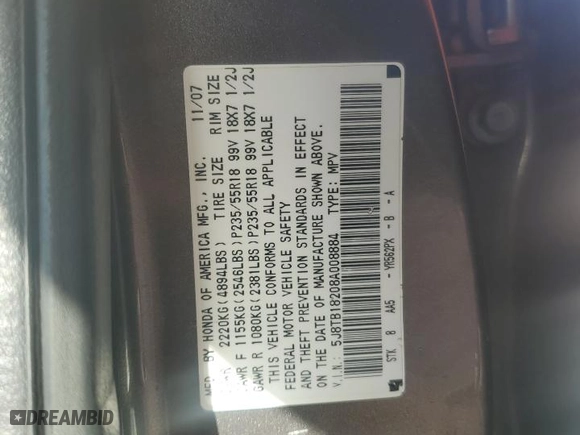 MFD. BY HONDA OF AMERICA MFG., INC. 11/07
2220KG(4894LBS) TIRE SIZE RIM SIZE
GAWR F 1155KG(2546LBS)P235/55R18 99V 18X7 1/2J
GAWR R 1080KG(2381LBS)P235/55R18 99V 18X7 1/2J
THIS VEHICLE CONFORMS TO ALL APPLICABLE
FEDERAL MOTOR VEHICLE SAFETY
AND THEFT PREVENTION STANDARDS IN EFFECT
ON THE DATE OF MANUFACTURE SHOWN ABOVE.
V.I.N.: 5J8TB18208A008884 TYPE: MPV
STK 8 AA5 - YR562PX - B - A
DREAMBID